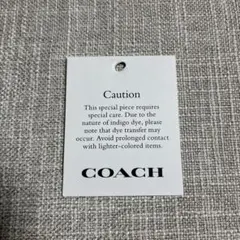 Caution
This special piece requires
special care. Due to the
nature of indigo dye, please
note that dye transfer may
occur. Avoid prolonged contact
with lighter-colored items.
COACH